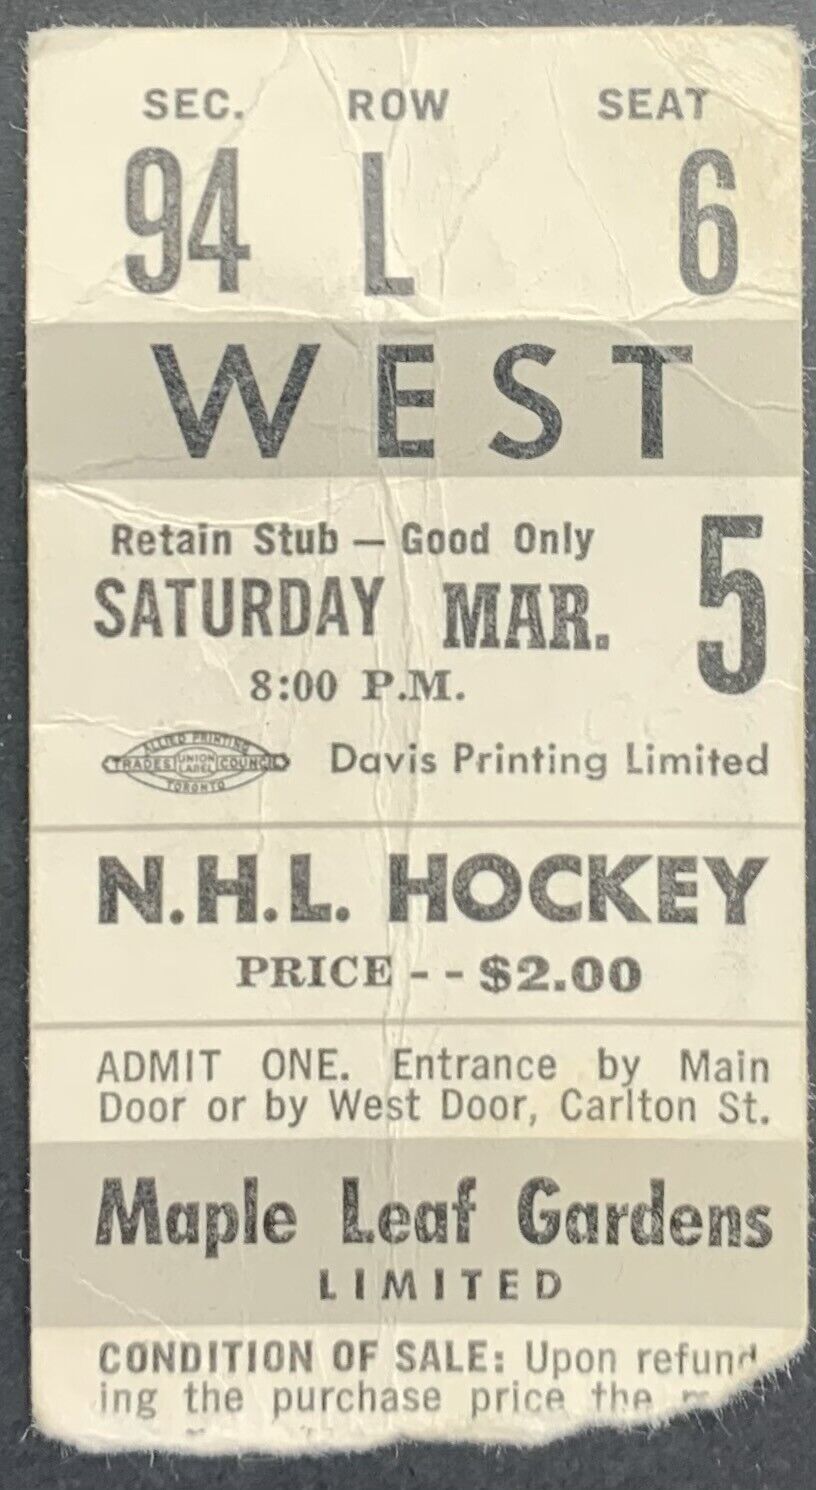 SEC. ROW SEAT
94 L 6
WEST
Retain Stub — Good Only
SATURDAY MAR. 5
8:00 P.M.
ALLIED PRINTING
TRADES UNION LABEL COUNCIL
TORONTO
Davis Printing Limited
N.H.L. HOCKEY
PRICE - - $2.00
ADMIT ONE. Entrance by Main
Door or by West Door, Carlton St.
Maple Leaf Gardens
LIMITED
CONDITION OF SALE: Upon refund
ing the purchase price the